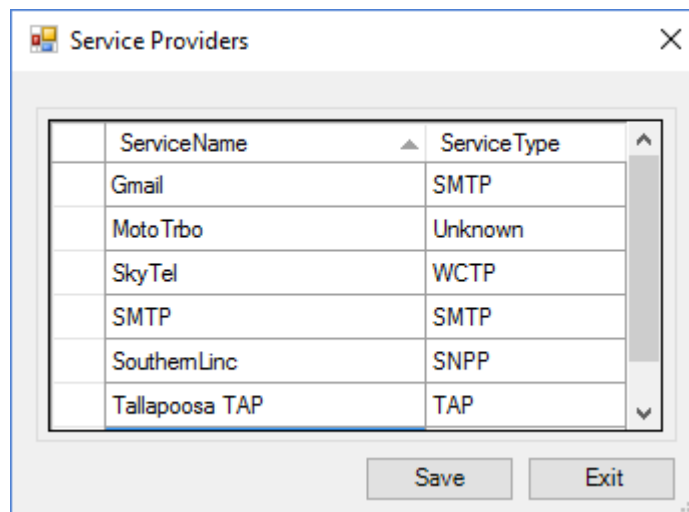 Service Providers
ServiceName ServiceType
Gmail SMTP
MotoTrbo Unknown
SkyTel WCTP
SMTP SMTP
SouthernLinc SNPP
Tallapoosa TAP TAP
Save Exit